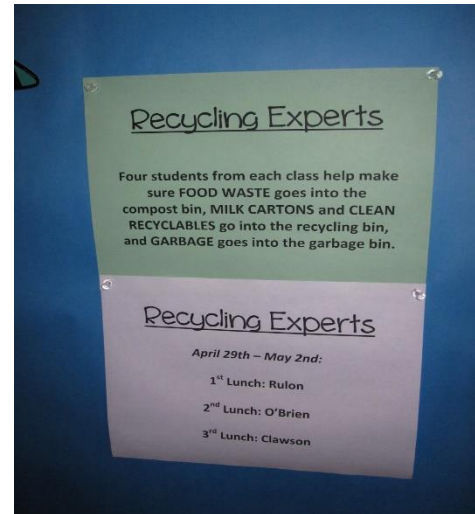 Recycling Experts
Four students from each class help make
sure FOOD WASTE goes into the
compost bin, MILK CARTONS and CLEAN
RECYCLABLES go into the recycling bin,
and GARBAGE goes into the garbage bin.
Recycling Experts
April 29th – May 2nd:
1st Lunch: Rulon
2nd Lunch: O'Brien
3rd Lunch: Clawson